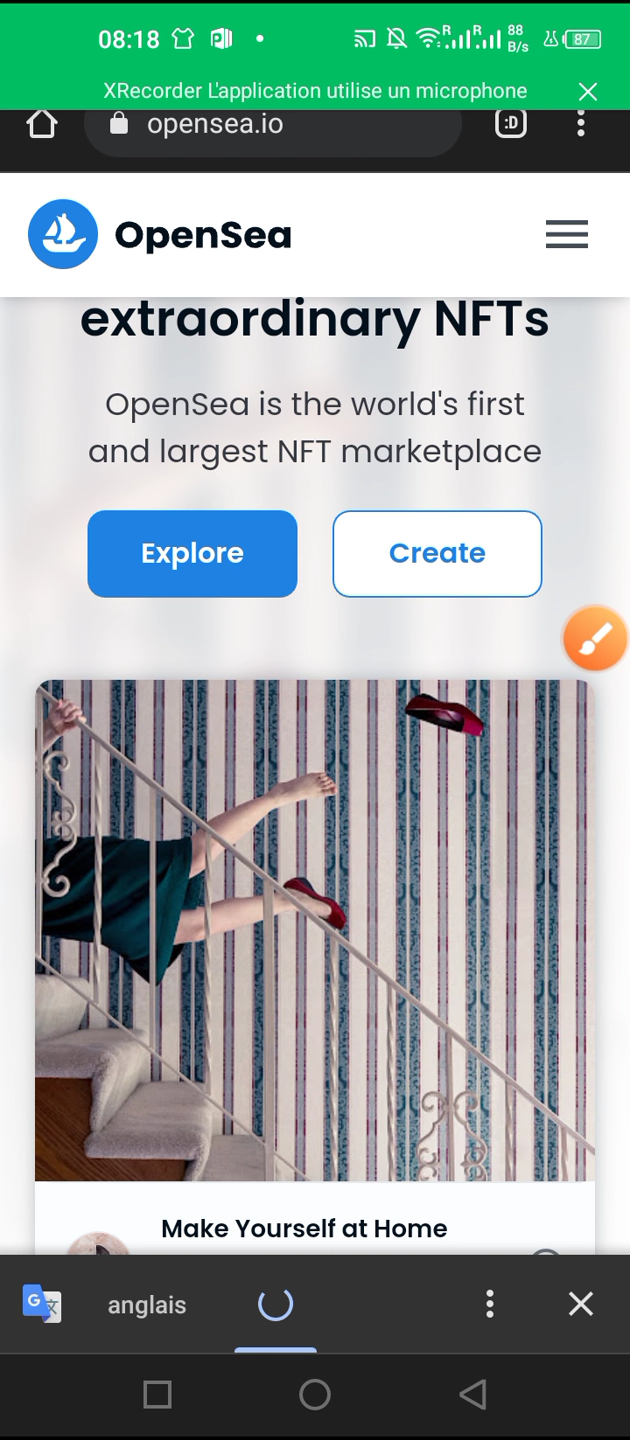 08:18
R R 88 B/s 87
XRecorder L'application utilise un microphone
opensea.io
:D
OpenSea
extraordinary NFTs
OpenSea is the world's first
and largest NFT marketplace
Explore
Create
Make Yourself at Home
G 文
anglais